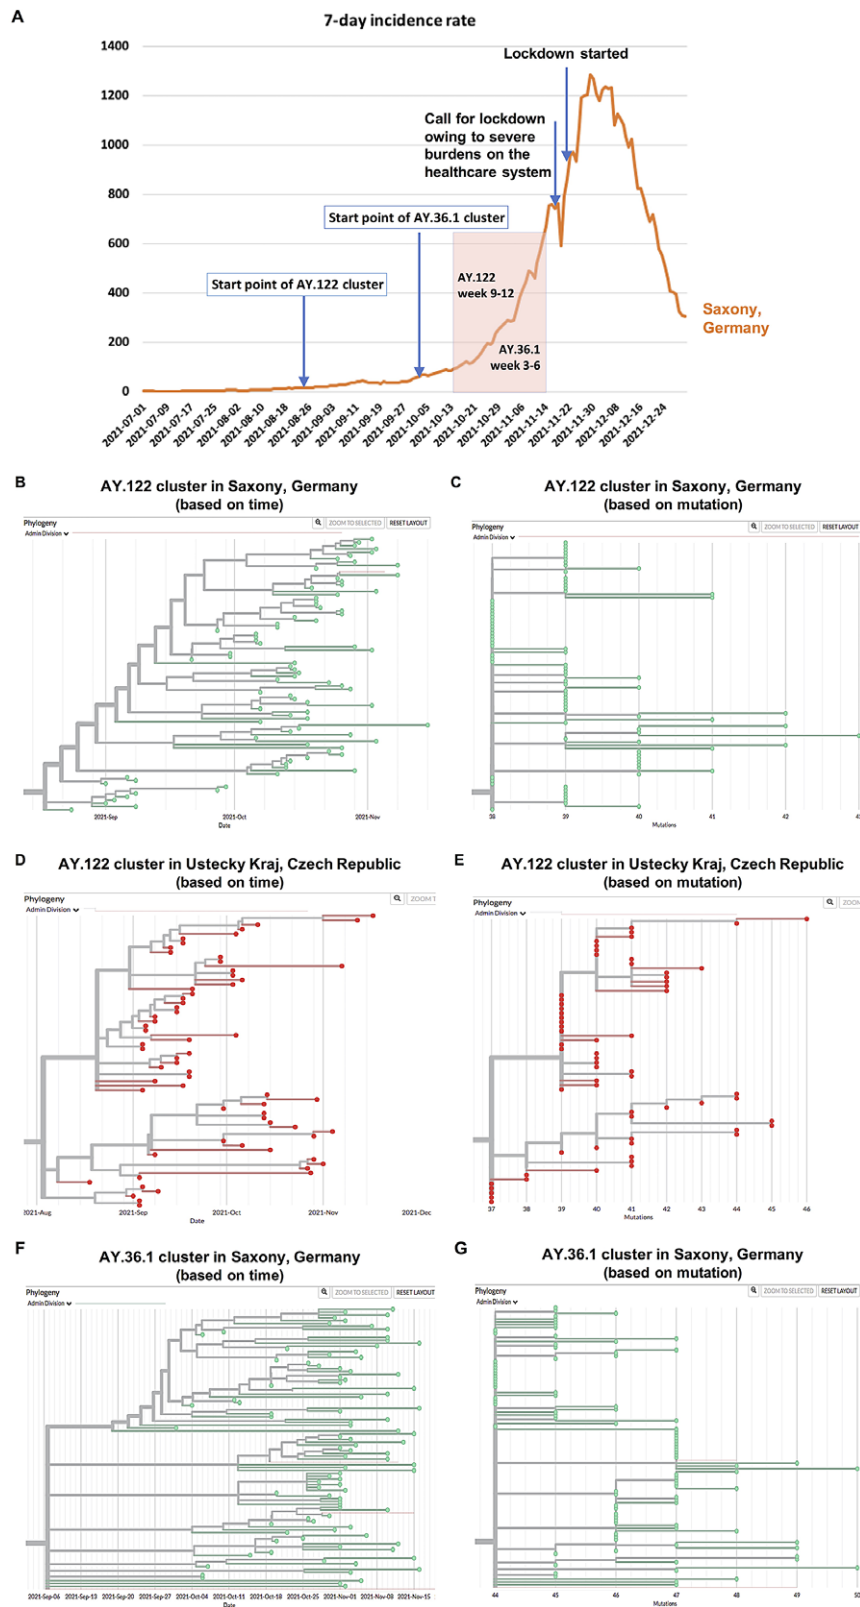 A
7-day incidence rate
1400
1200
1000
800
600
400
200
0
Lockdown started
Call for lockdown
owing to severe
burdens on the
healthcare system
Start point of AY.36.1 cluster
Start point of AY.122 cluster
AY.122
week 9-12
AY.36.1
week 3-6
Saxony,
Germany
2021-07-01
2021-07-09
2021-07-17
2021-07-25
2021-08-02
2021-08-10
2021-08-18
2021-08-26
2021-09-03
2021-09-11
2021-09-19
2021-09-27
2021-10-05
2021-10-13
2021-10-21
2021-10-29
2021-11-06
2021-11-14
2021-11-22
2021-11-30
2021-12-08
2021-12-16
2021-12-24
B
AY.122 cluster in Saxony, Germany
(based on time)
Phylogeny
ZOOM TO SELECTED
RESET LAYOUT
Admin Division
2021-Sep
2021-Oct
2021-Nov
Date
C
AY.122 cluster in Saxony, Germany
(based on mutation)
Phylogeny
ZOOM TO SELECTED
RESET LAYOUT
Admin Division
38
39
40
41
42
Mutations
D
AY.122 cluster in Ustecky Kraj, Czech Republic
(based on time)
Phylogeny
ZOOM T
Admin Division
2021-Aug
2021-Sep
2021-Oct
2021-Nov
2021-Dec
Date
E
AY.122 cluster in Ustecky Kraj, Czech Republic
(based on mutation)
Phylogeny
ZOO
Admin Division
37
38
39
40
41
42
43
44
45
46
Mutations
F
AY.36.1 cluster in Saxony, Germany
(based on time)
Phylogeny
ZOOM TO SELECTED
RESET LAYOUT
Admin Division
2021-Sep-06
2021-Sep-13
2021-Sep-20
2021-Sep-27
2021-Oct-04
2021-Oct-11
2021-Oct-18
2021-Oct-25
2021-Nov-01
2021-Nov-08
2021-Nov-15
Date
G
AY.36.1 cluster in Saxony, Germany
(based on mutation)
Phylogeny
ZOOM TO SELECTED
RESET LAYOUT
Admin Division
44
45
46
47
48
49
50
Mutations